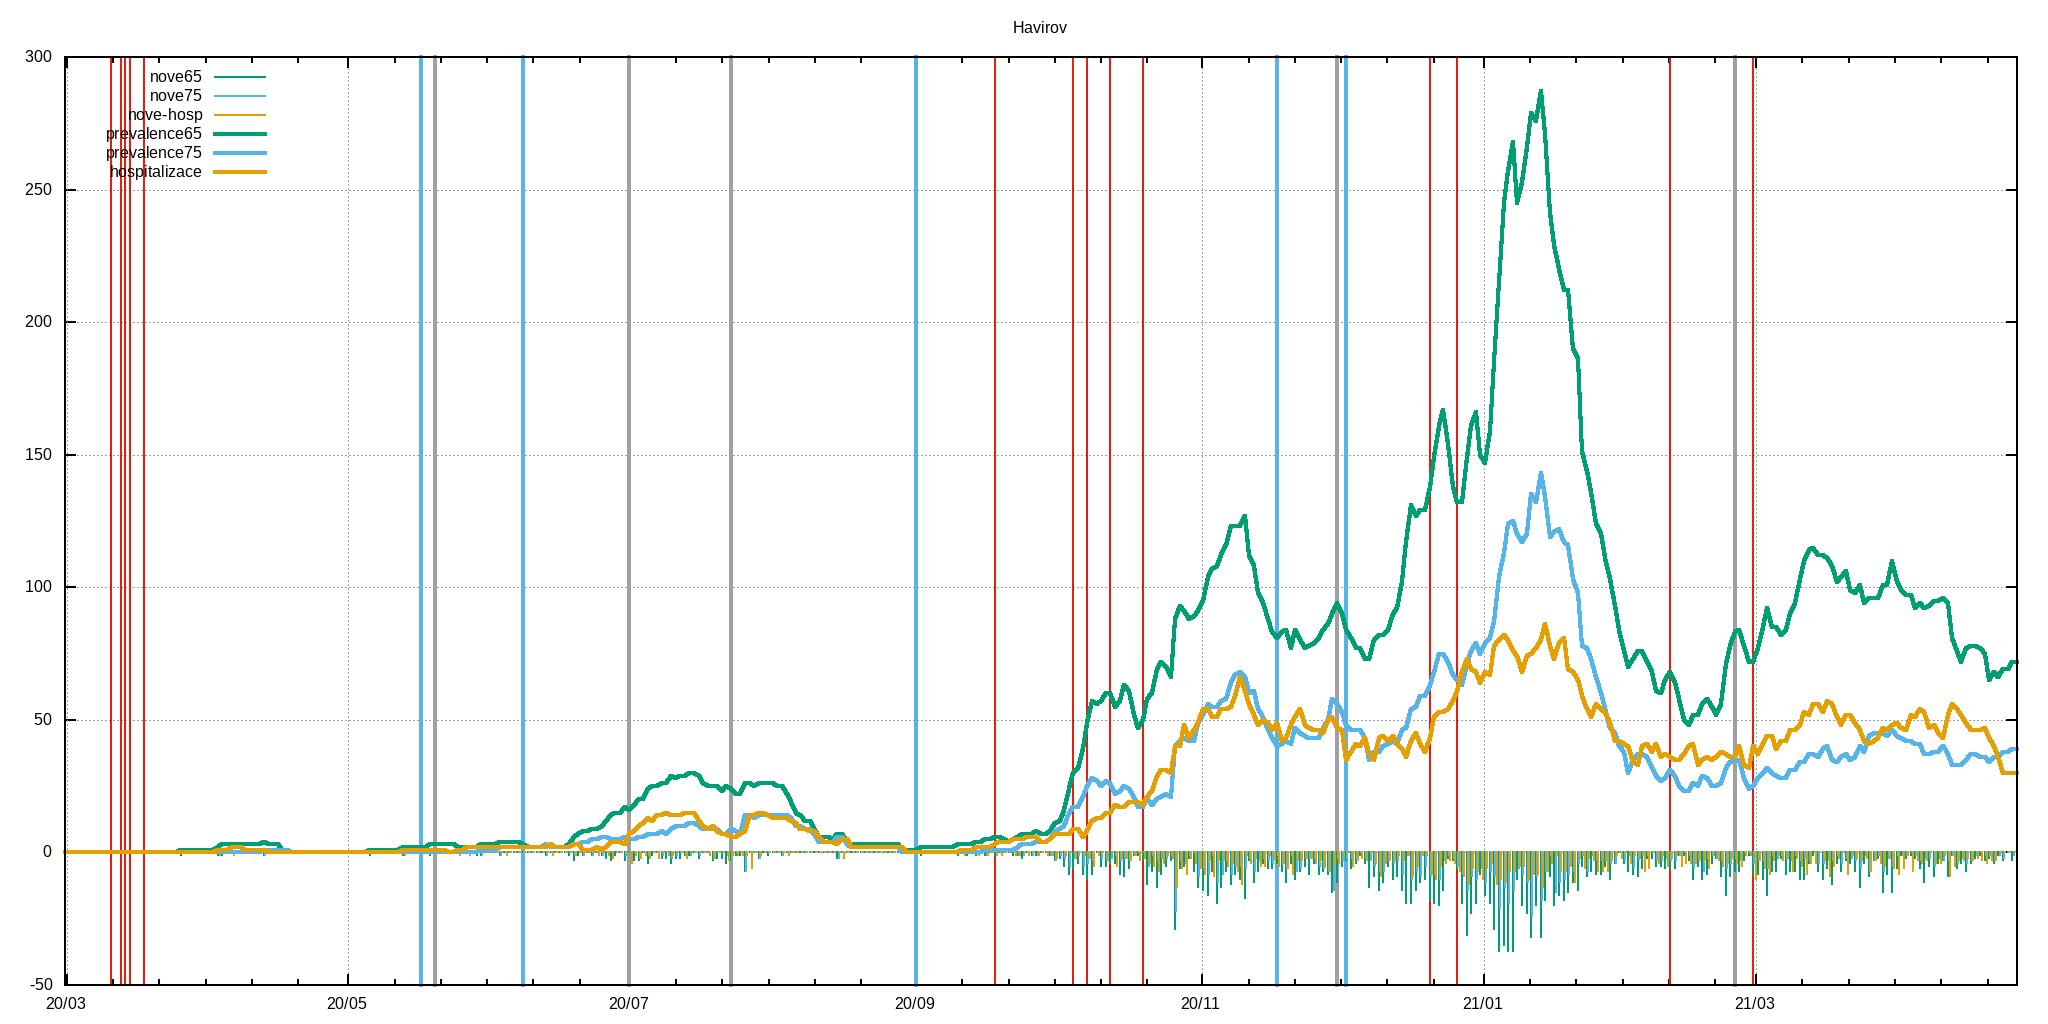 Havirov
300
nove65
nove75
nove-hosp
prevalence65
prevalence75
hospitalizace
250
200
150
100
50
0
-50
20/03 20/05 20/07 20/09 20/11 21/01 21/03